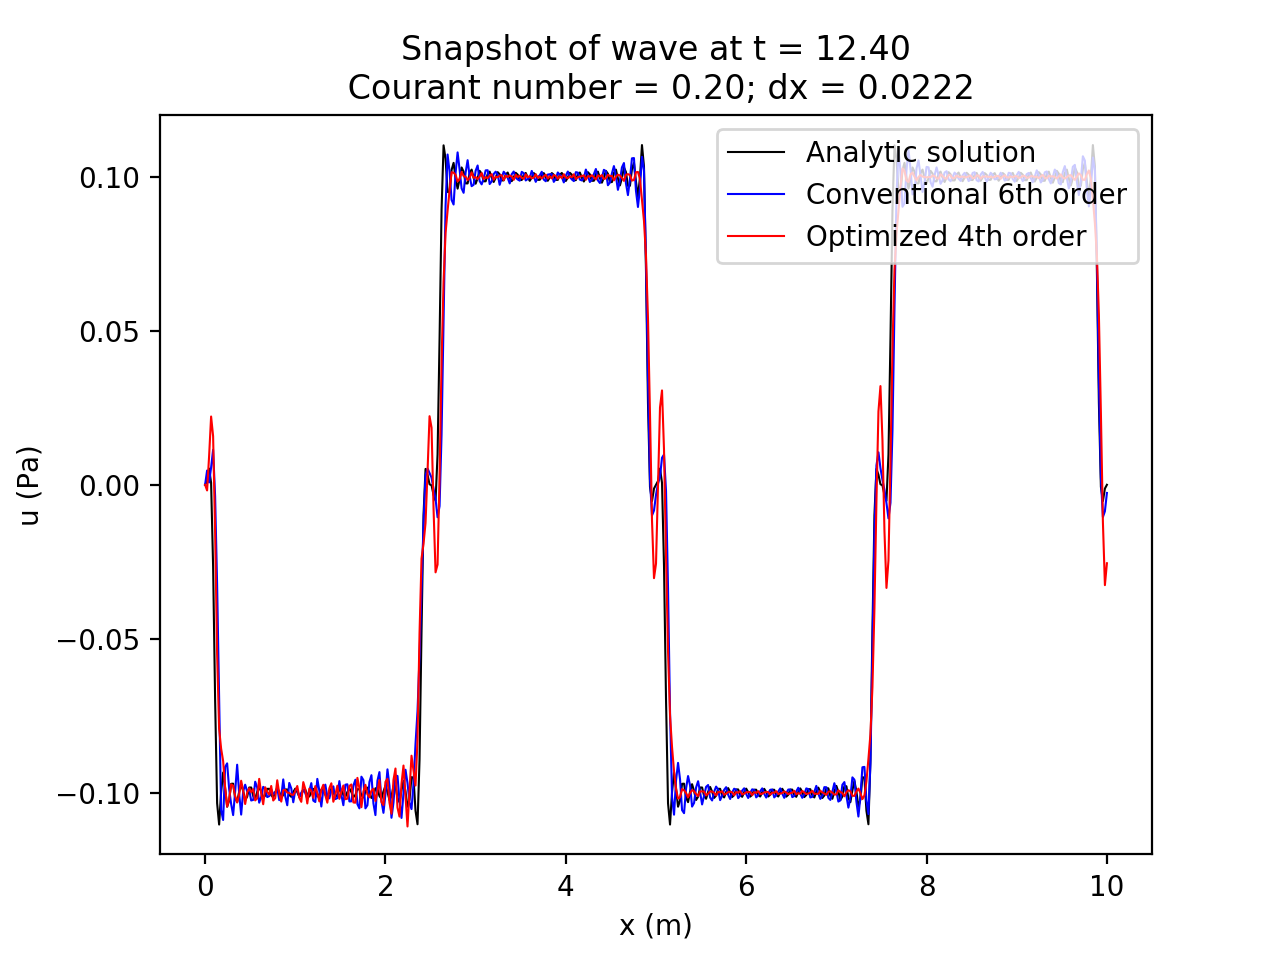 Snapshot of wave at t = 12.40
Courant number = 0.20; dx = 0.0222
Analytic solution
Conventional 6th order
Optimized 4th order
0.10
0.05
0.00
−0.05
−0.10
u (Pa)
0 2 4 6 8 10
x (m)